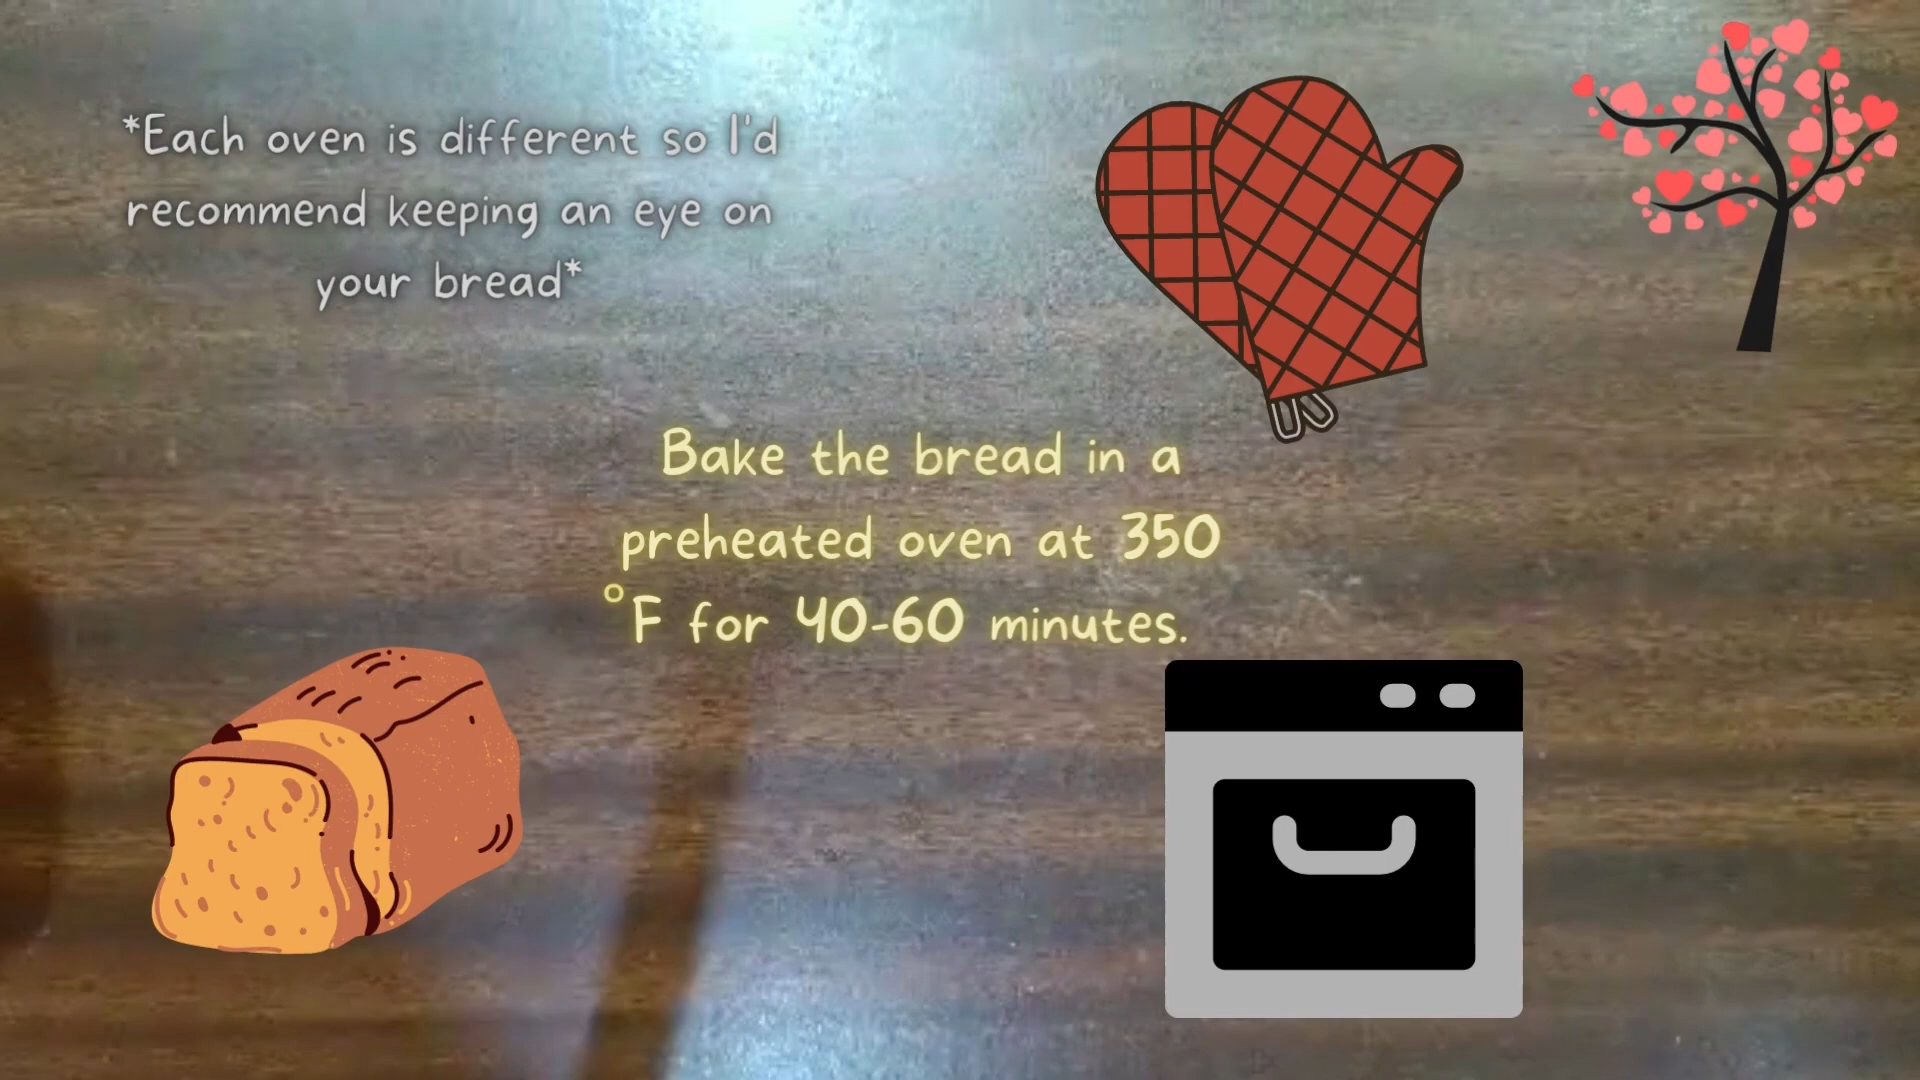 *Each oven is different so I'd
recommend keeping an eye on
your bread*
Bake the bread in a
preheated oven at 350
°F for 40-60 minutes.